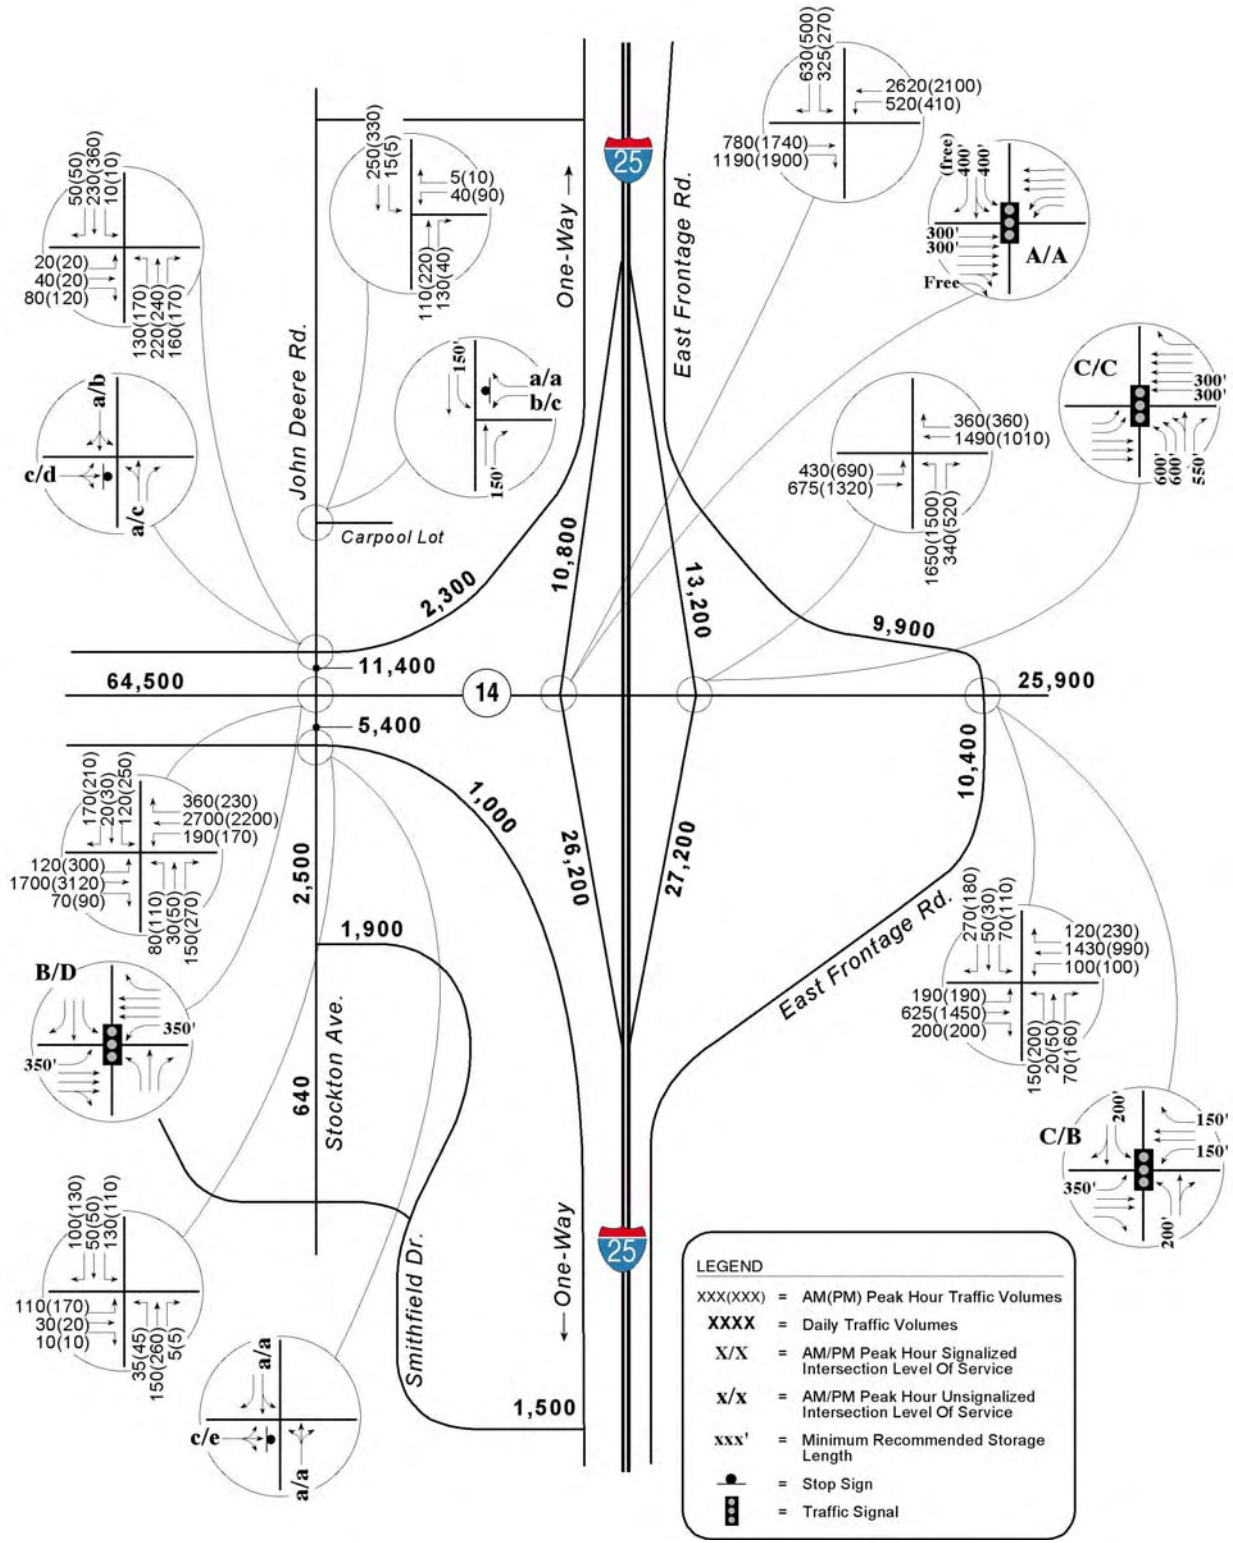 630(500)
325(270)
2620(2100)
520(410)
780(1740)
1190(1900)
25
50(50)
230(360)
10(10)
20(20)
40(20)
80(120)
130(170)
220(240)
160(170)
250(330)
15(5)
5(10)
40(90)
110(220)
130(40)
One-Way
East Frontage Rd.
(free)
400'
400'
300'
300'
Free
A/A
a/b
c/d
a/c
John Deere Rd.
150'
a/a
b/c
150'
Carpool Lot
C/C
300'
300'
600'
600'
550'
360(360)
1490(1010)
430(690)
675(1320)
1650(1500)
340(520)
2,300
10,800
13,200
9,900
11,400
64,500
14
25,900
5,400
10,400
1,000
170(210)
20(30)
120(250)
360(230)
2700(2200)
190(170)
120(300)
1700(3120)
70(90)
80(110)
30(50)
150(270)
2,500
26,200
27,200
1,900
East Frontage Rd.
270(180)
50(30)
70(110)
120(230)
1430(990)
100(100)
190(190)
625(1450)
200(200)
150(200)
20(50)
70(160)
B/D
350'
350'
640
Stockton Ave.
C/B
200'
150'
150'
350'
200'
100(130)
50(50)
130(110)
110(170)
30(20)
10(10)
35(45)
150(260)
5(5)
One-Way
25
Smithfield Dr.
a/a
c/e
a/a
1,500
LEGEND
XXX(XXX) = AM(PM) Peak Hour Traffic Volumes
XXXX = Daily Traffic Volumes
X/X = AM/PM Peak Hour Signalized
Intersection Level Of Service
x/x = AM/PM Peak Hour Unsignalized
Intersection Level Of Service
xxx' = Minimum Recommended Storage
Length
= Stop Sign
= Traffic Signal